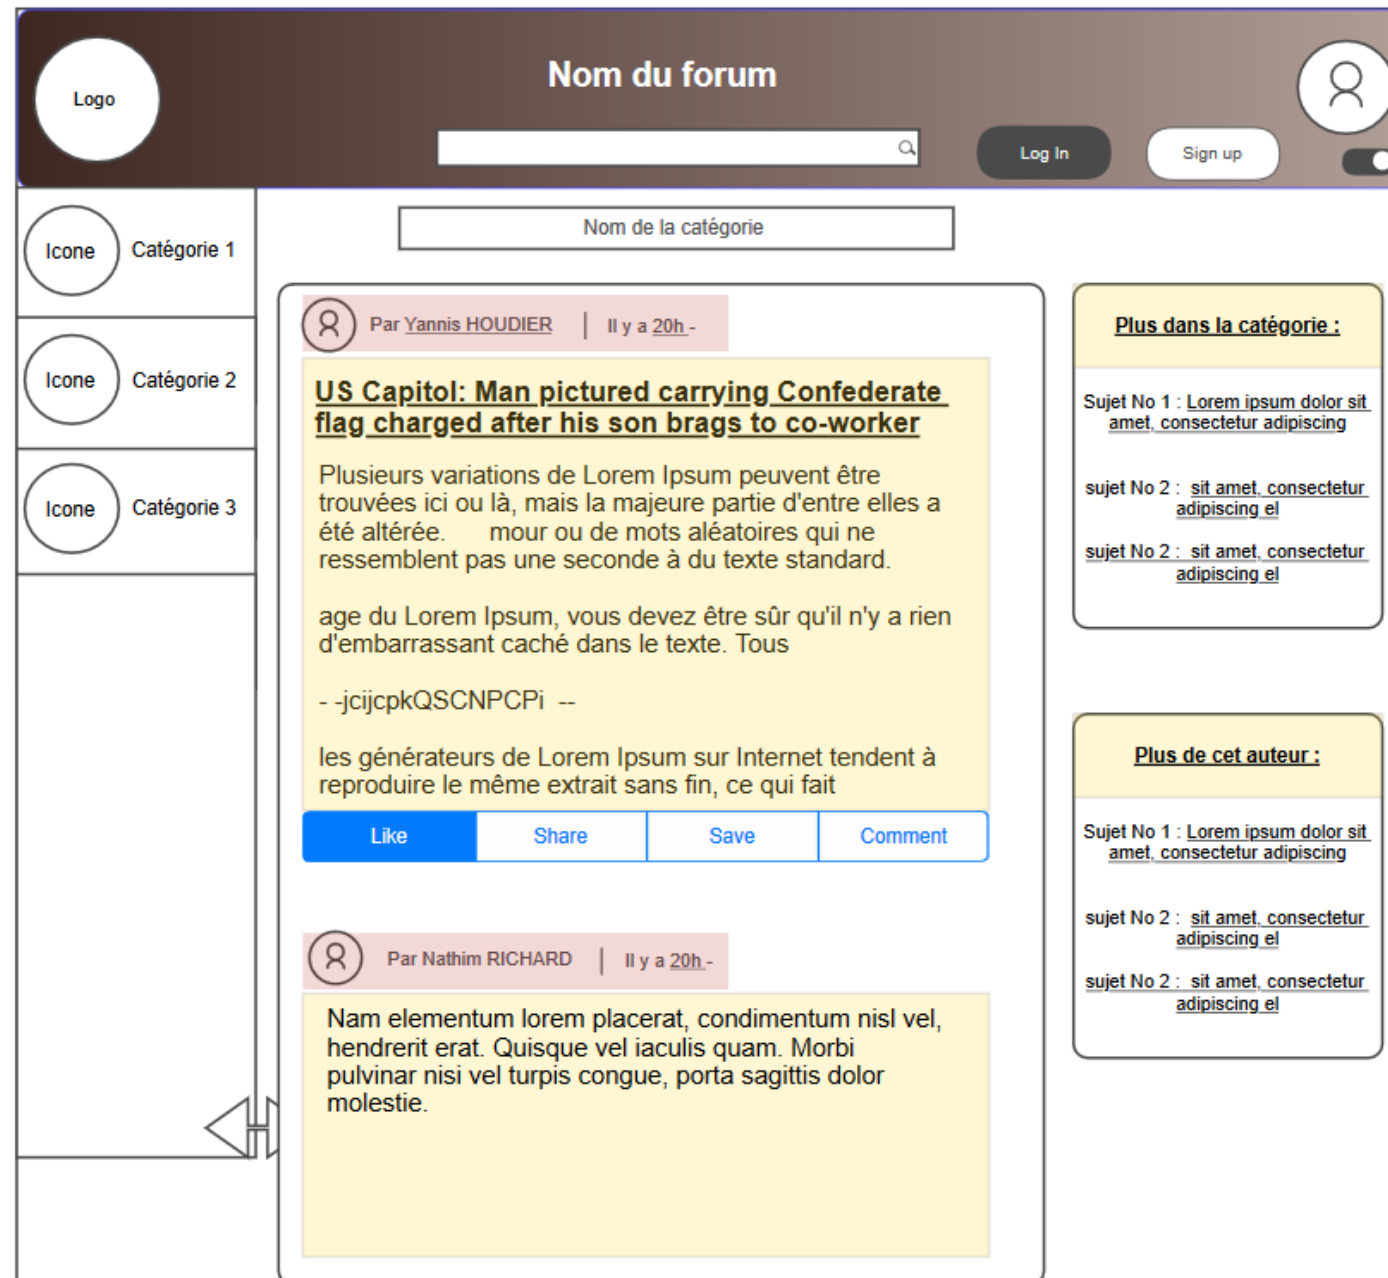 Logo
Nom du forum
Log In
Sign up
Icone
Catégorie 1
Icone
Catégorie 2
Icone
Catégorie 3
Nom de la catégorie
Par Yannis HOUDIER | Il y a 20h -
US Capitol: Man pictured carrying Confederate
flag charged after his son brags to co-worker
Plusieurs variations de Lorem Ipsum peuvent être
trouvées ici ou là, mais la majeure partie d'entre elles a
été altérée. mour ou de mots aléatoires qui ne
ressemblent pas une seconde à du texte standard.
age du Lorem Ipsum, vous devez être sûr qu'il n'y a rien
d'embarrassant caché dans le texte. Tous
- -jcijcpkQSCNPCPi --
les générateurs de Lorem Ipsum sur Internet tendent à
reproduire le même extrait sans fin, ce qui fait
Like
Share
Save
Comment
Par Nathim RICHARD | Il y a 20h -
Nam elementum lorem placerat, condimentum nisl vel,
hendrerit erat. Quisque vel iaculis quam. Morbi
pulvinar nisi vel turpis congue, porta sagittis dolor
molestie.
Plus dans la catégorie :
Sujet No 1 : Lorem ipsum dolor sit
amet, consectetur adipiscing
sujet No 2 : sit amet, consectetur
adipiscing el
sujet No 2 : sit amet, consectetur
adipiscing el
Plus de cet auteur :
Sujet No 1 : Lorem ipsum dolor sit
amet, consectetur adipiscing
sujet No 2 : sit amet, consectetur
adipiscing el
sujet No 2 : sit amet, consectetur
adipiscing el